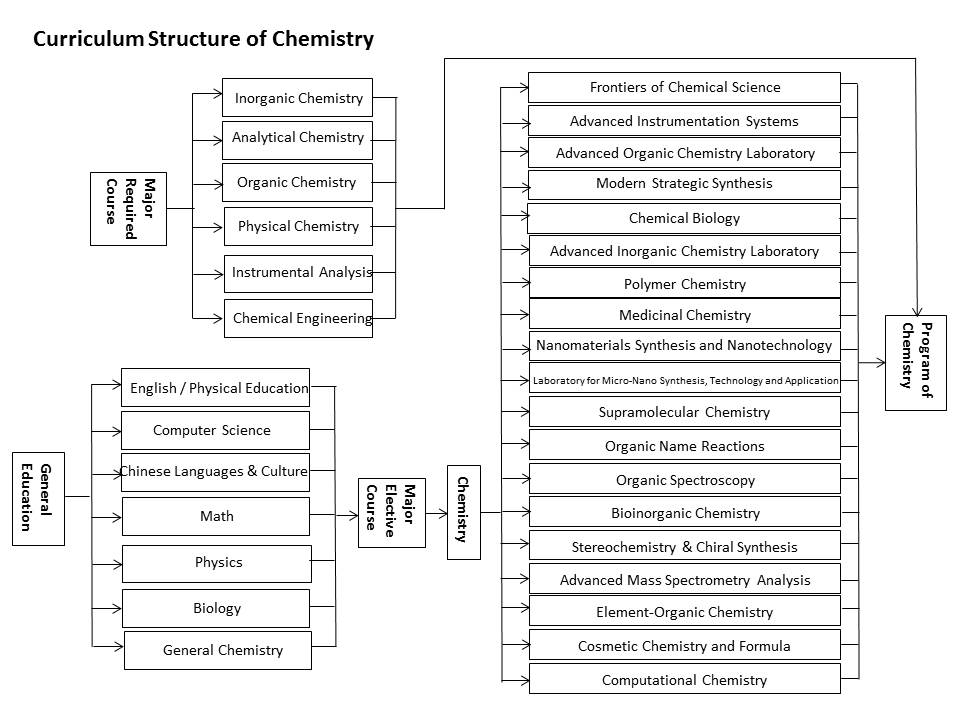 Curriculum Structure of Chemistry
Major
Required
Course
Inorganic Chemistry
Analytical Chemistry
Organic Chemistry
Physical Chemistry
Instrumental Analysis
Chemical Engineering
General
Education
English / Physical Education
Computer Science
Chinese Languages & Culture
Math
Physics
Biology
General Chemistry
Major
Elective
Course
Chemistry
Frontiers of Chemical Science
Advanced Instrumentation Systems
Advanced Organic Chemistry Laboratory
Modern Strategic Synthesis
Chemical Biology
Advanced Inorganic Chemistry Laboratory
Polymer Chemistry
Medicinal Chemistry
Nanomaterials Synthesis and Nanotechnology
Laboratory for Micro-Nano Synthesis, Technology and Application
Supramolecular Chemistry
Organic Name Reactions
Organic Spectroscopy
Bioinorganic Chemistry
Stereochemistry & Chiral Synthesis
Advanced Mass Spectrometry Analysis
Element-Organic Chemistry
Cosmetic Chemistry and Formula
Computational Chemistry
Program of
Chemistry